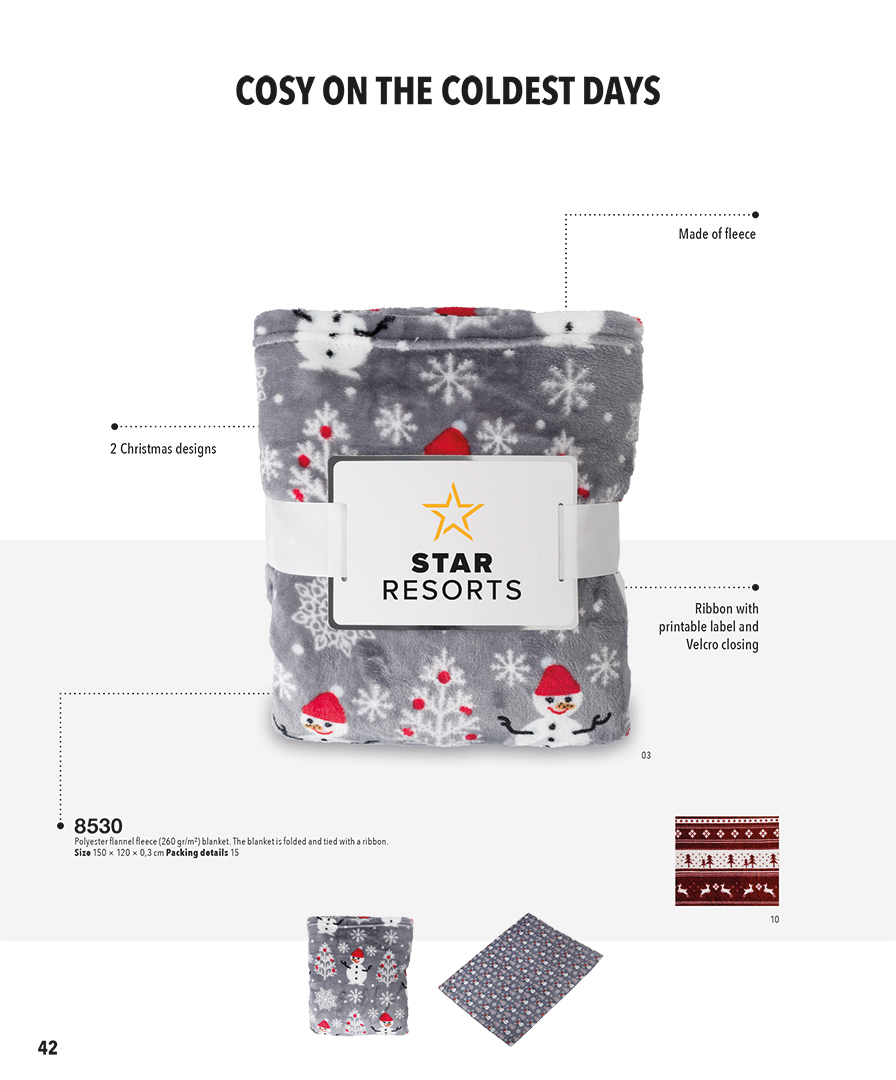 COSY ON THE COLDEST DAYS
Made of fleece
2 Christmas designs
STAR
RESORTS
Ribbon with
printable label and
Velcro closing
03
8530
Polyester flannel fleece (260 gr/m²) blanket. The blanket is folded and tied with a ribbon.
Size 150 × 120 × 0,3 cm Packing details 15
10
42